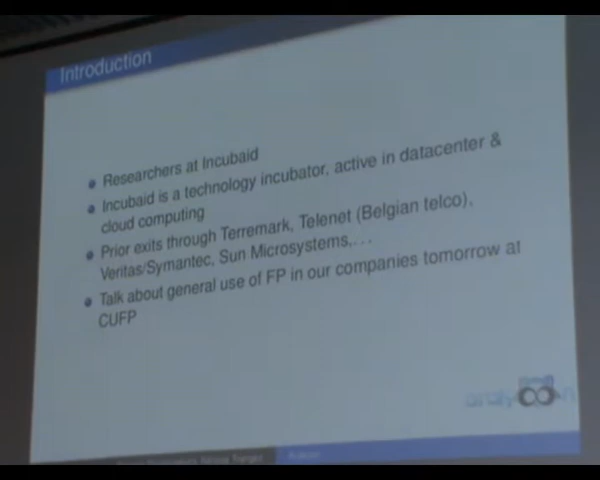 Introduction
Researchers at Incubaid
Incubaid is a technology incubator, active in datacenter &
cloud computing
Prior exits through Terremark, Telenet (Belgian telco),
Veritas/Symantec, Sun Microsystems,...
Talk about general use of FP in our companies tomorrow at
CUFP